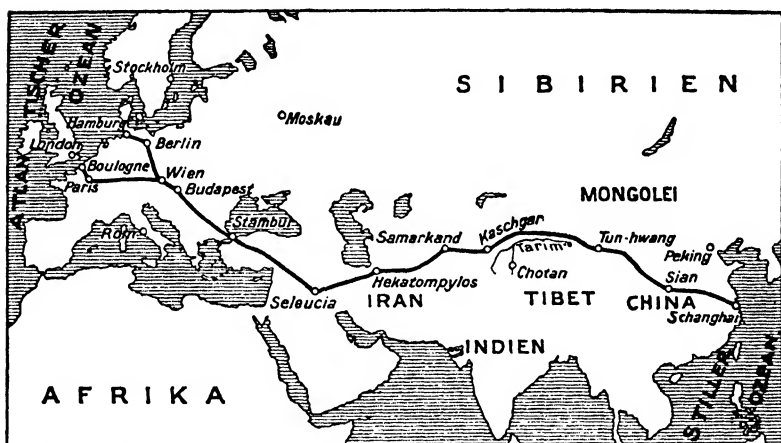 ATLANTISCHER
OZEAN
Stockholm
SIBIRIEN
Moskau
Hamburg
Berlin
London
Boulogne
Paris
Wien
Budapest
MONGOLEI
Rom
Stambul
Samarkand
Kaschgar
Tarim
Tun-hwang
Peking
Chotan
Sian
Seleucia
Hekatompylos
IRAN
TIBET
CHINA
Schanghai
INDIEN
AFRIKA
STILLER
OZEAN